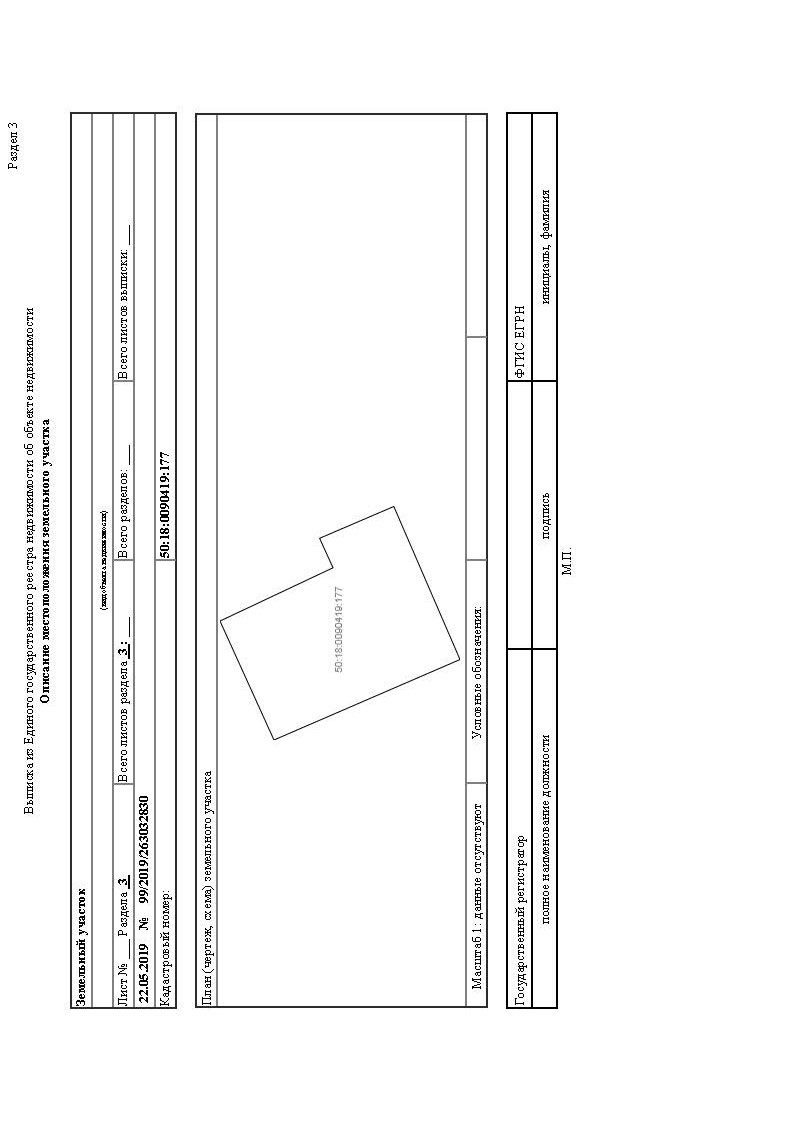 Раздел 3
Выписка из Единого государственного реестра недвижимости об объекте недвижимости
Описание местоположения земельного участка
Земельный участок
(вид объекта недвижимости)
Лист № ___ Раздела 3 Всего листов раздела 3 : ___ Всего разделов: ___ Всего листов выписки: ___
22.05.2019 № 99/2019/263032830
Кадастровый номер: 50:18:0090419:177
План (чертеж, схема) земельного участка
50:18:0090419:177
Масштаб 1: данные отсутствуют Условные обозначения:
Государственный регистратор ФГИС ЕГРН
полное наименование должности подпись инициалы, фамилия
М.П.